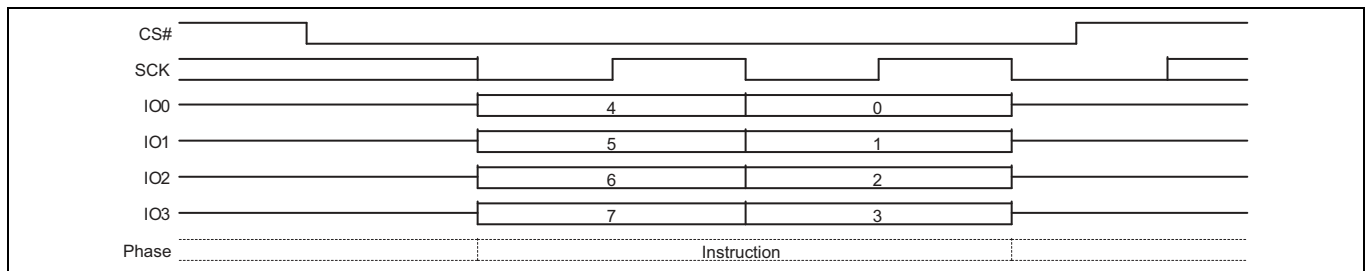 CS#
SCK
IO0 4 0
IO1 5 1
IO2 6 2
IO3 7 3
Phase Instruction